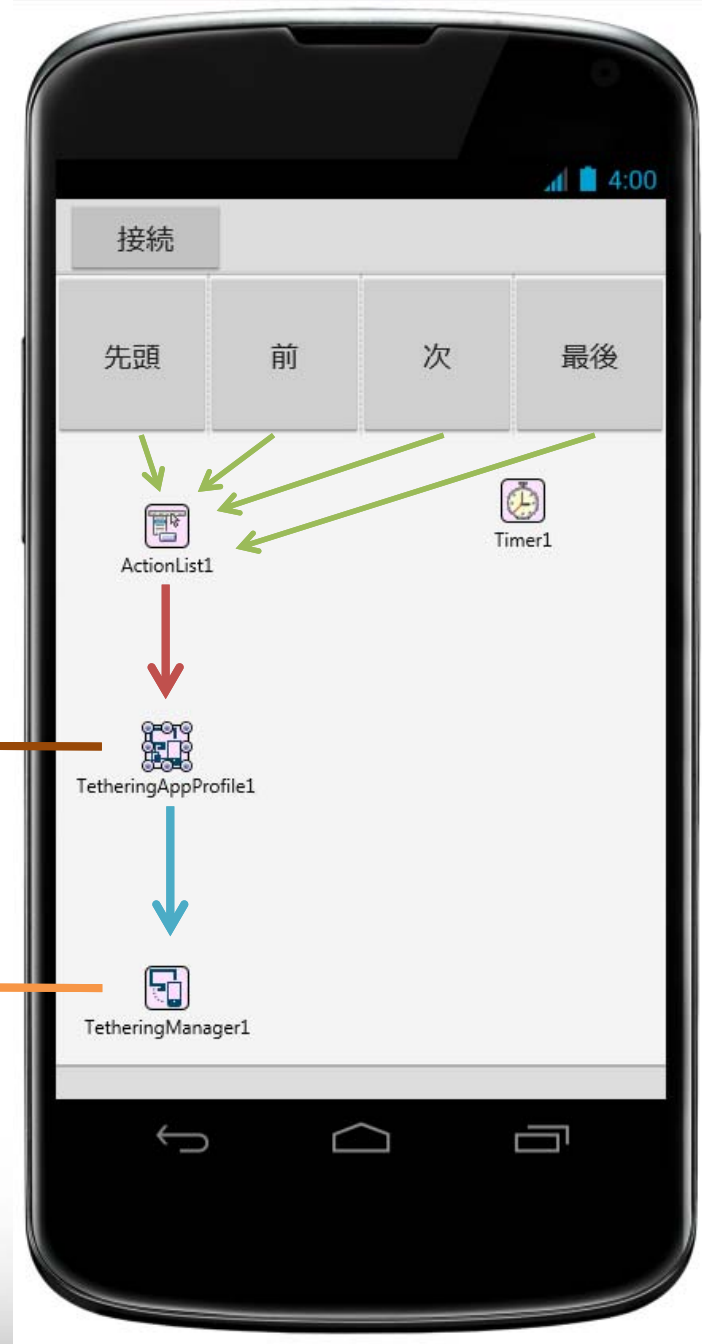 4:00
接続
先頭 前 次 最後
Timer1
ActionList1
TetheringAppProfile1
TetheringManager1